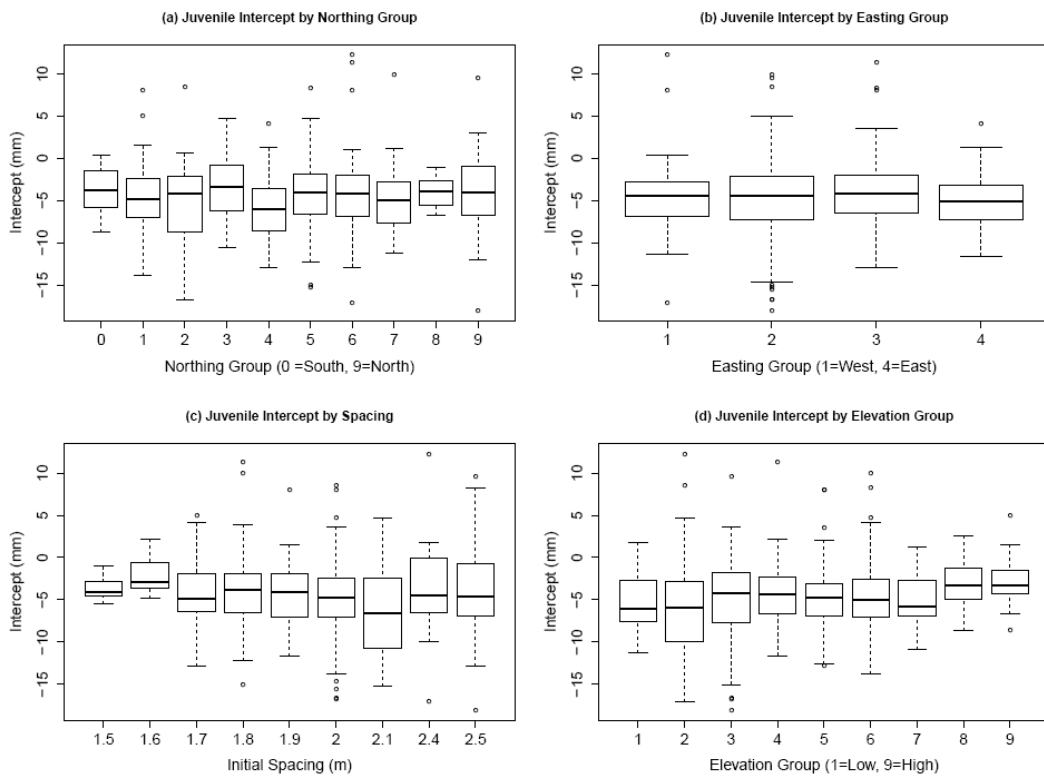 (a) Juvenile Intercept by Northing Group
Intercept (mm)
10
5
0
−5
−10
−15
0 1 2 3 4 5 6 7 8 9
Northing Group (0 =South, 9=North)
(b) Juvenile Intercept by Easting Group
Intercept (mm)
10
5
0
−5
−10
−15
1 2 3 4
Easting Group (1=West, 4=East)
(c) Juvenile Intercept by Spacing
Intercept (mm)
10
5
0
−5
−10
−15
1.5 1.6 1.7 1.8 1.9 2 2.1 2.4 2.5
Initial Spacing (m)
(d) Juvenile Intercept by Elevation Group
Intercept (mm)
10
5
0
−5
−10
−15
1 2 3 4 5 6 7 8 9
Elevation Group (1=Low, 9=High)